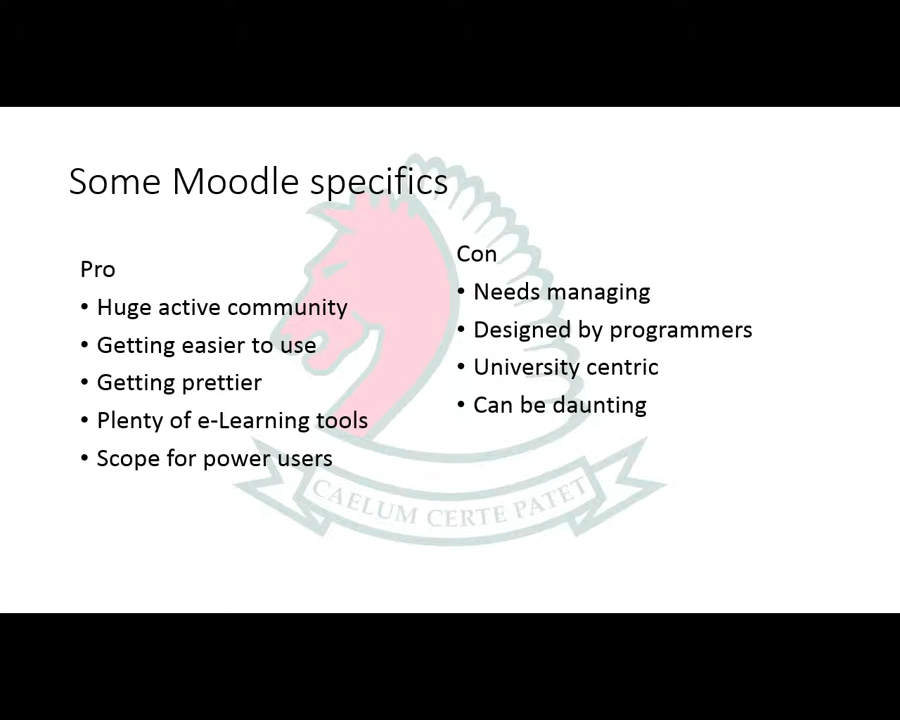 Some Moodle specifics
Pro
• Huge active community
• Getting easier to use
• Getting prettier
• Plenty of e-Learning tools
• Scope for power users
Con
• Needs managing
• Designed by programmers
• University centric
• Can be daunting
CAELUM CERTE PATET